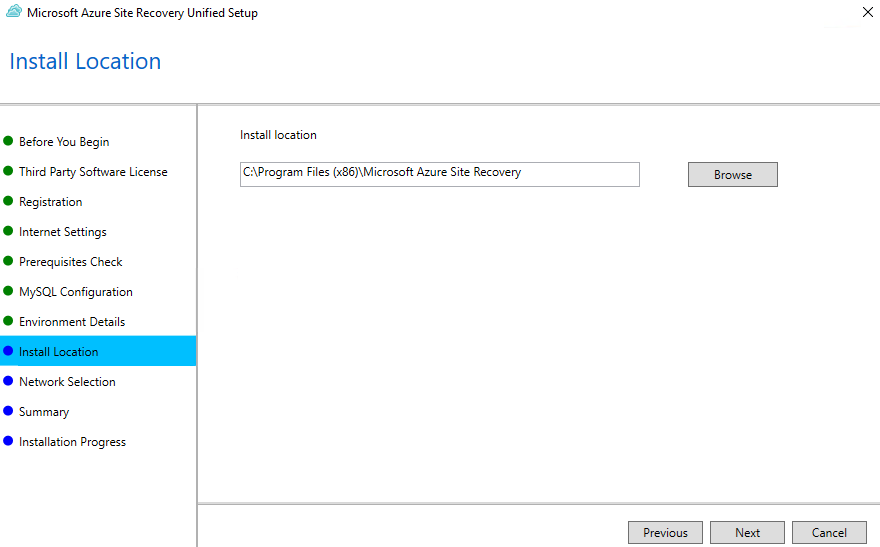 Microsoft Azure Site Recovery Unified Setup
Install Location
Before You Begin
Third Party Software License
Registration
Internet Settings
Prerequisites Check
MySQL Configuration
Environment Details
Install Location
Network Selection
Summary
Installation Progress
Install location
C:\Program Files (x86)\Microsoft Azure Site Recovery
Browse
Previous
Next
Cancel